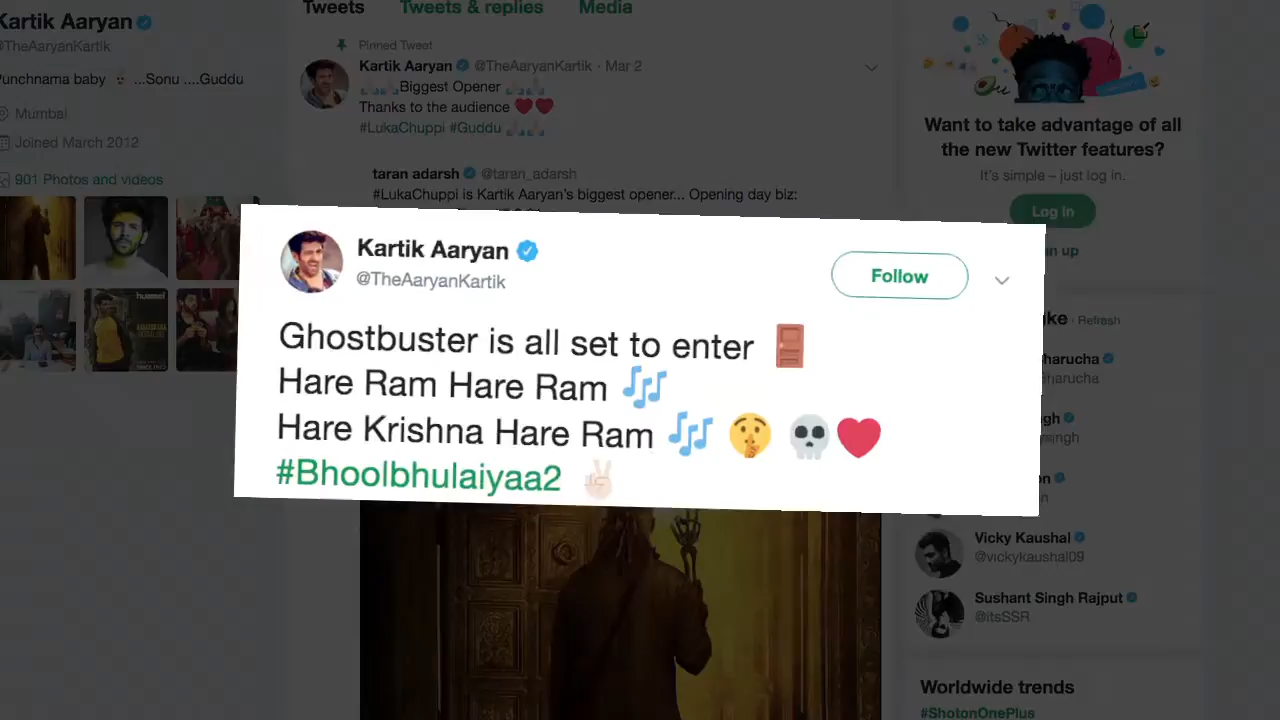 Kartik Aaryan
@TheAaryanKartik
Punchnama baby ...Sonu ....Guddu
Mumbai
Joined March 2012
901 Photos and videos
hummel
Tweets Tweets & replies Media
Pinned Tweet
Kartik Aaryan @TheAaryanKartik · Mar 2
🙏🏻🙏🏻Biggest Opener 🙏🏻🙏🏻
Thanks to the audience ❤️❤️
#LukaChuppi #Guddu 🙏🏻🙏🏻
taran adarsh @taran_adarsh
#LukaChuppi is Kartik Aaryan's biggest opener... Opening day biz:
Kartik Aaryan
@TheAaryanKartik
Follow
Ghostbuster is all set to enter 🚪
Hare Ram Hare Ram 🎶
Hare Krishna Hare Ram 🎶 🤫 💀❤️
#Bhoolbhulaiyaa2 ✌🏻
Want to take advantage of all
the new Twitter features?
It's simple – just log in.
Log in
up
· Refresh
Vicky Kaushal
@vickykaushal09
Sushant Singh Rajput
@itsSSR
Worldwide trends
#ShotonOnePlus